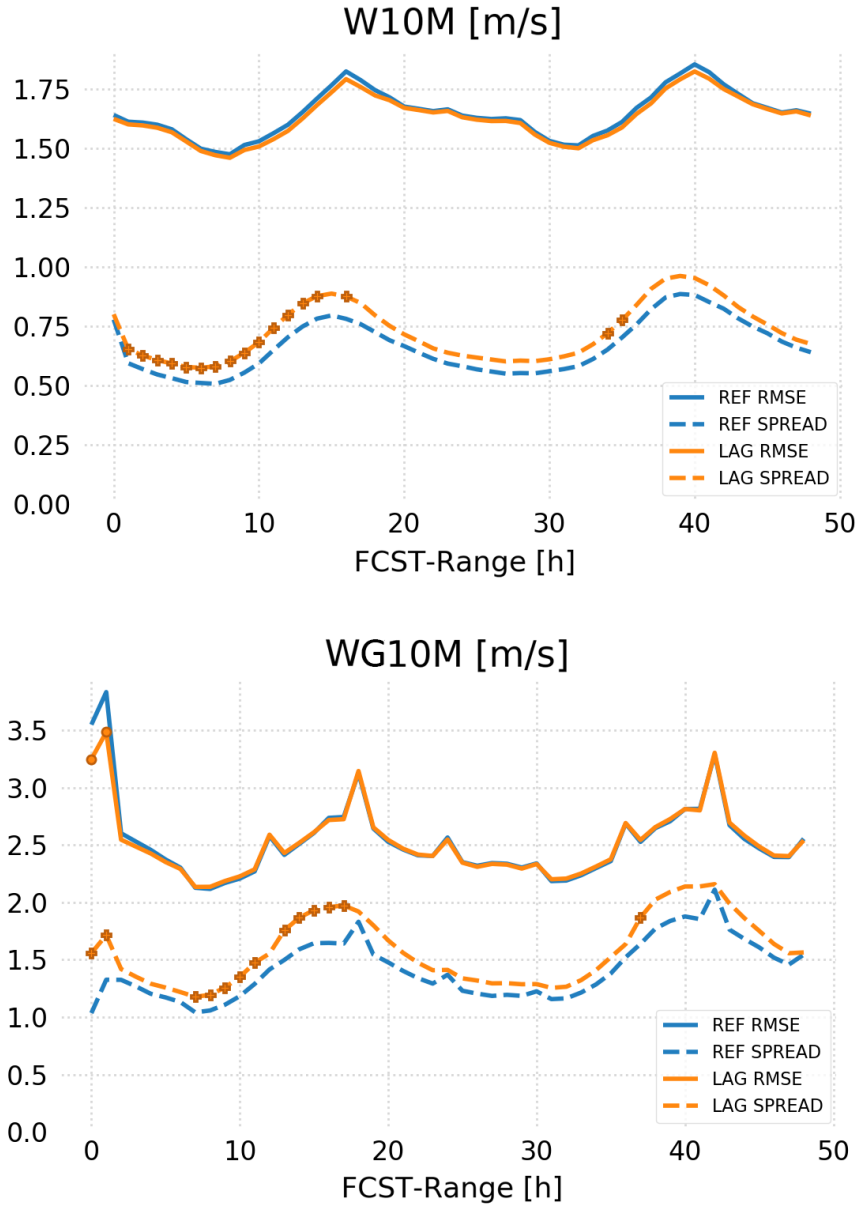 W10M [m/s]
1.75
1.50
1.25
1.00
0.75
0.50
0.25
0.00
REF RMSE
REF SPREAD
LAG RMSE
LAG SPREAD
0 10 20 30 40 50
FCST-Range [h]
WG10M [m/s]
3.5
3.0
2.5
2.0
1.5
1.0
0.5
0.0
REF RMSE
REF SPREAD
LAG RMSE
LAG SPREAD
0 10 20 30 40 50
FCST-Range [h]